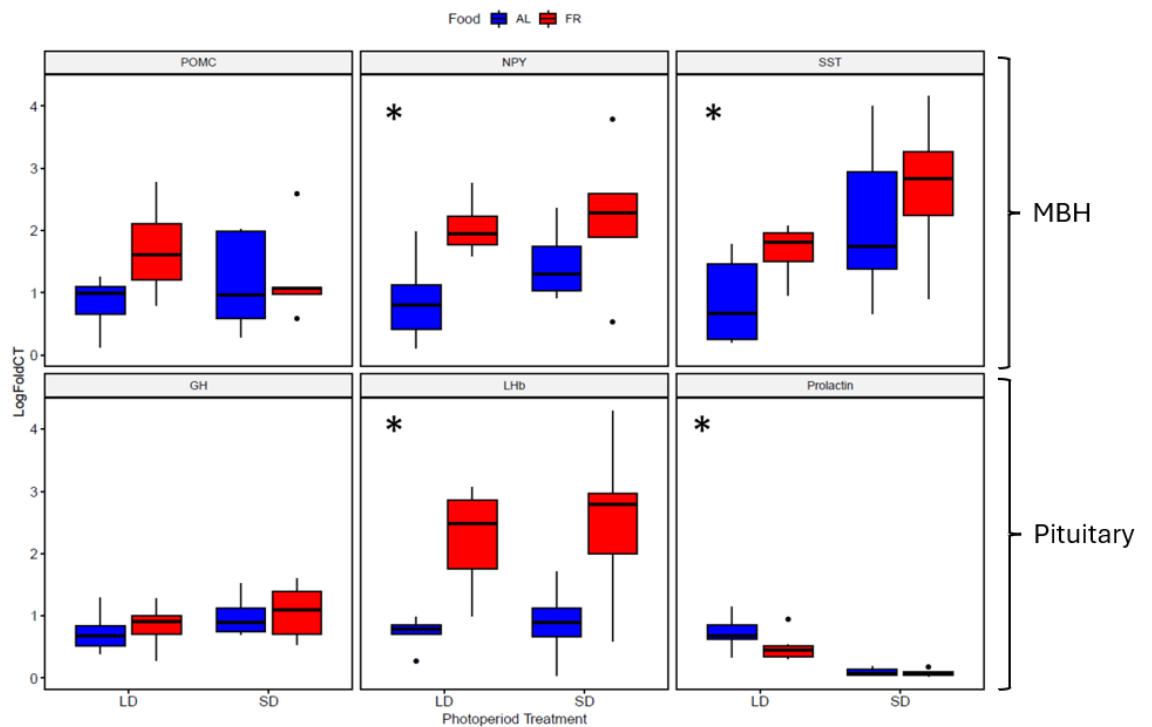 Food AL FR
POMC NPY SST
* *
4
3
2
1
0
MBH
LogFoldCT
GH LHb Prolactin
* *
4
3
2
1
0
Pituitary
LD SD LD SD LD SD
Photoperiod Treatment